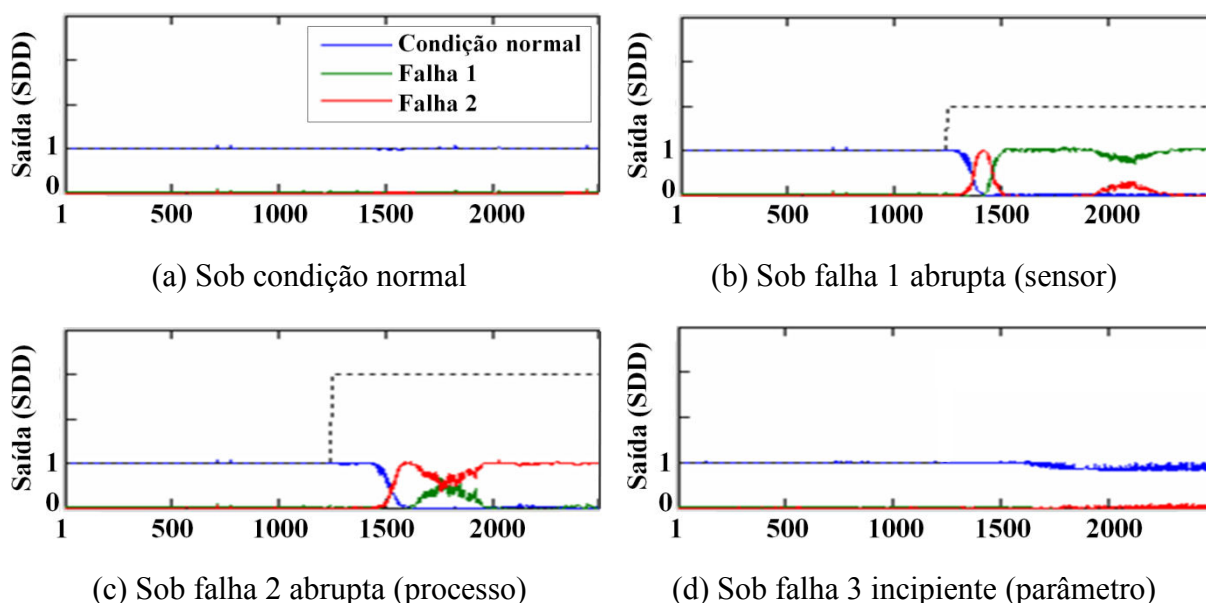 Saída (SDD)
1
0
Condição normal
Falha 1
Falha 2
1 500 1000 1500 2000
(a) Sob condição normal
Saída (SDD)
1
0
1 500 1000 1500 2000
(b) Sob falha 1 abrupta (sensor)
Saída (SDD)
1
0
1 500 1000 1500 2000
(c) Sob falha 2 abrupta (processo)
Saída (SDD)
1
0
1 500 1000 1500 2000
(d) Sob falha 3 incipiente (parâmetro)